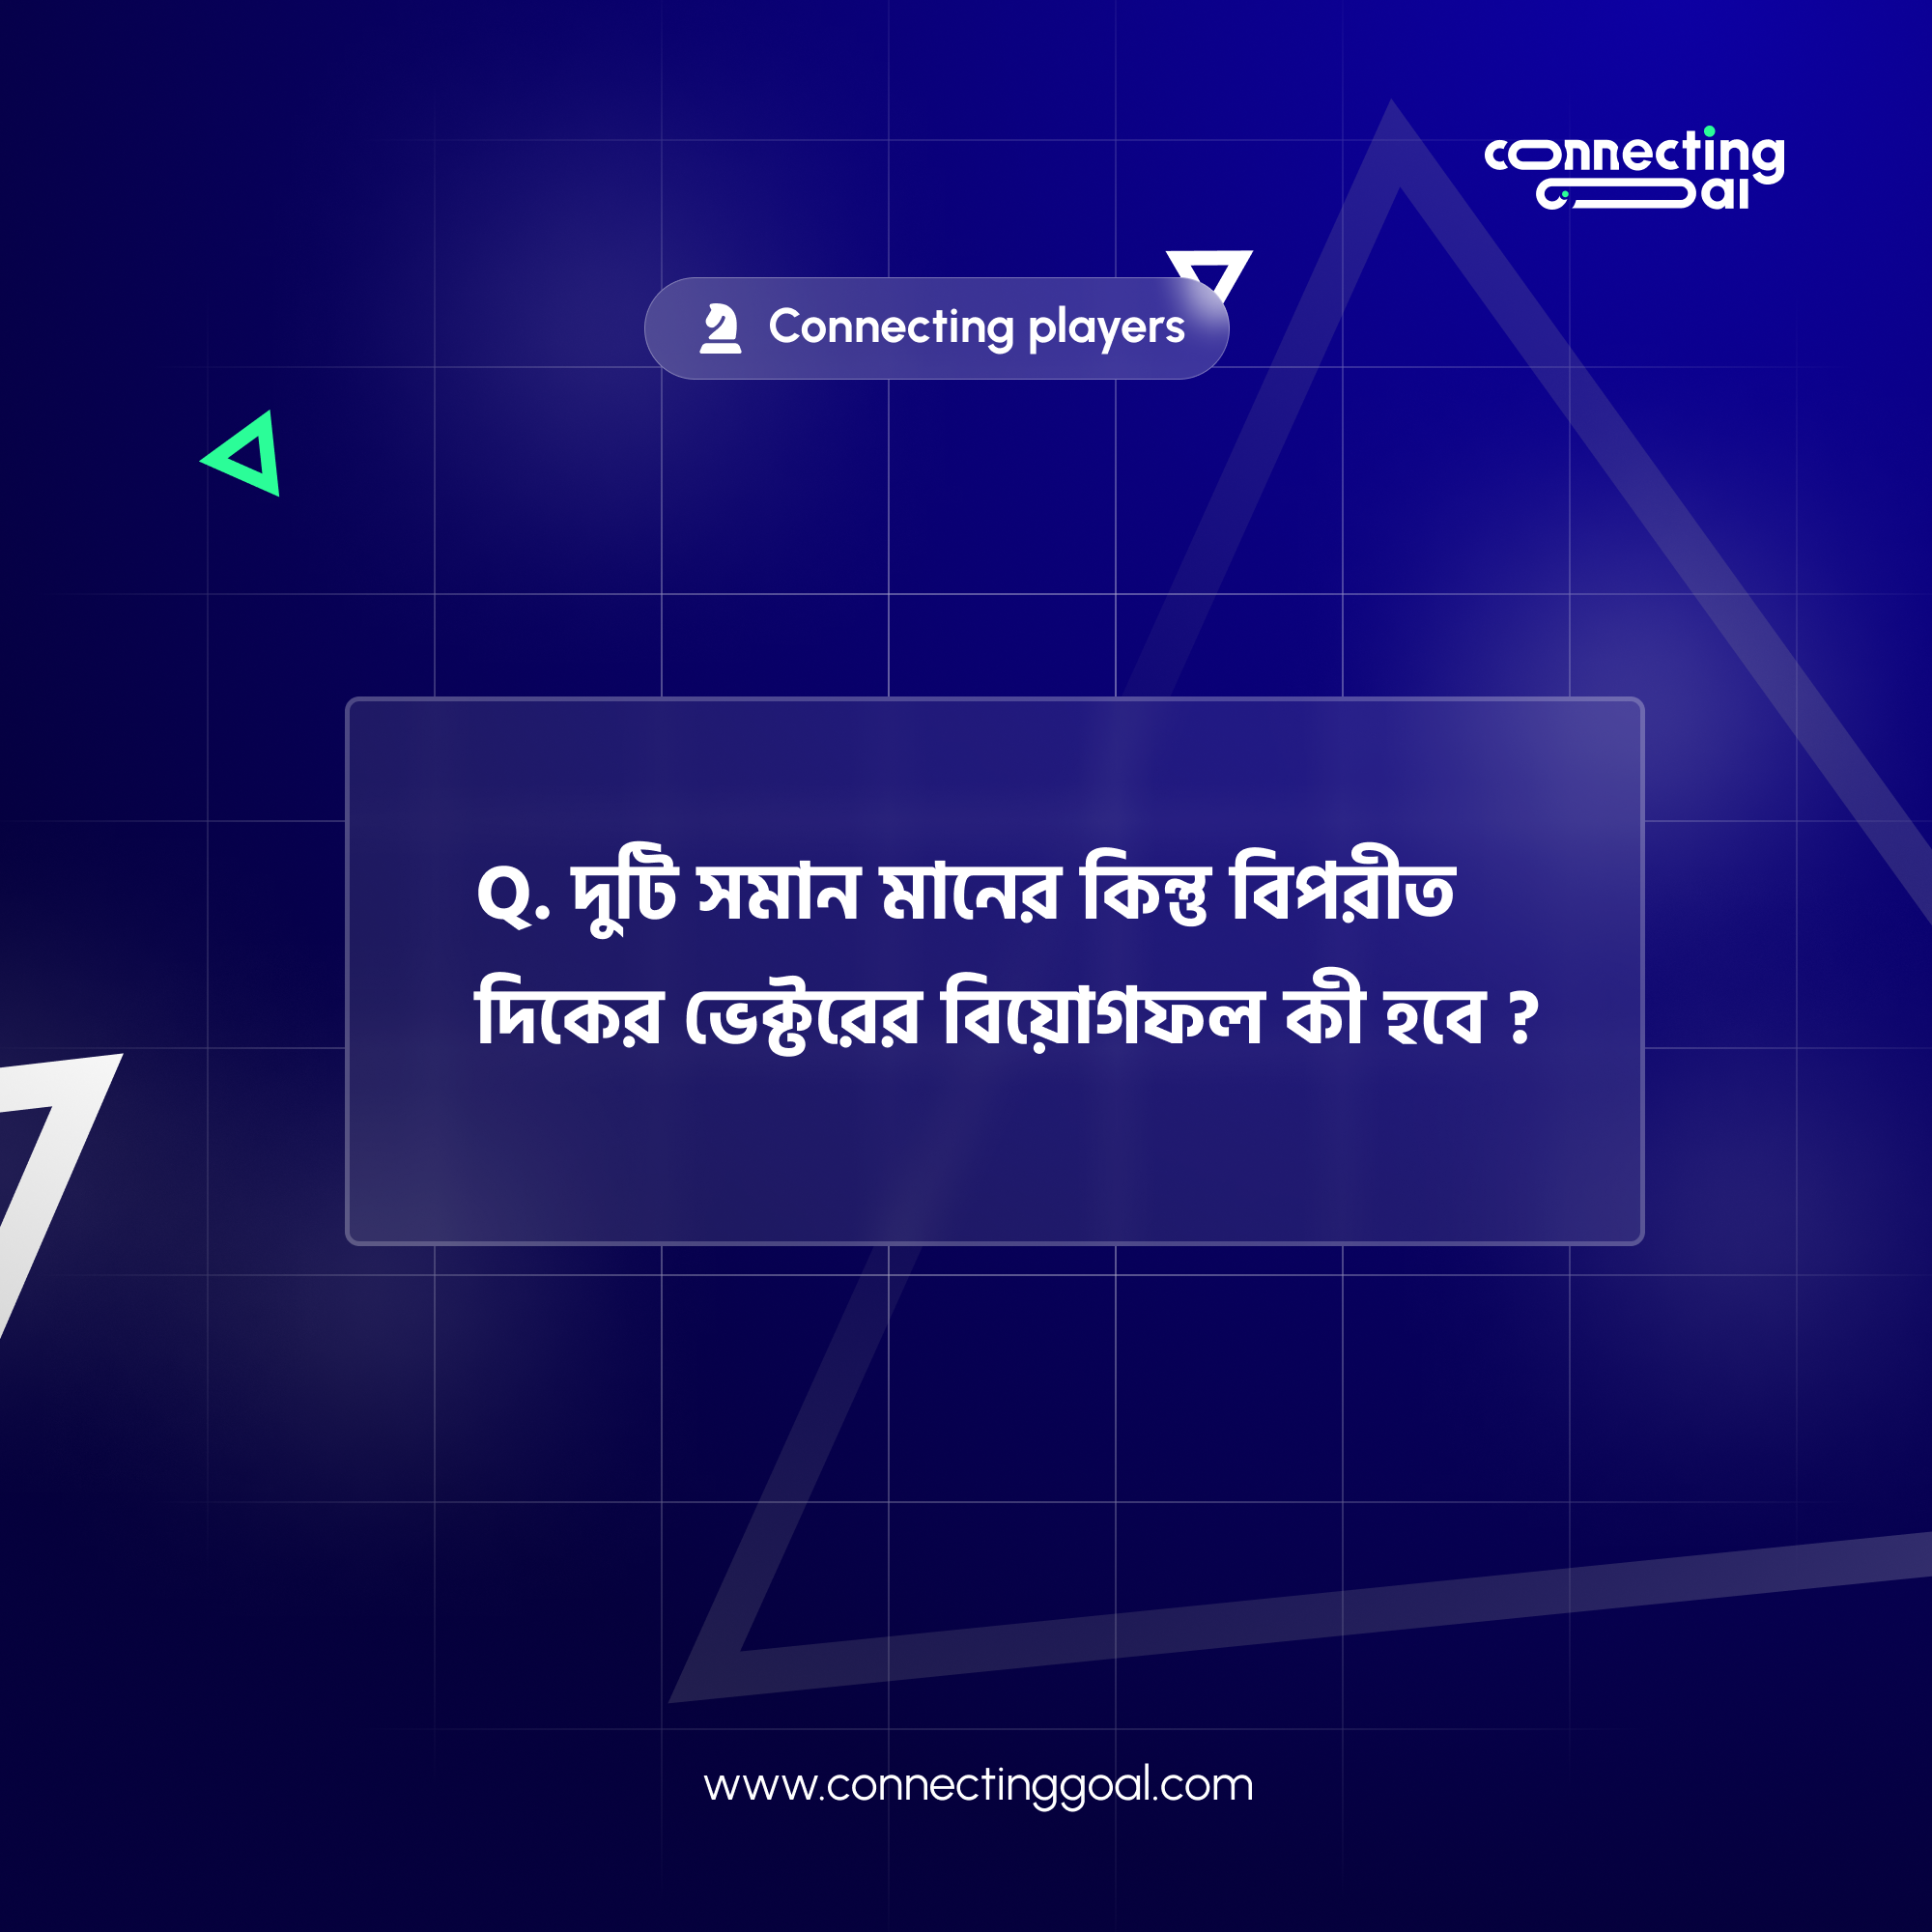 connecting
goal
Connecting players
Q. দুটি সমান মানের কিন্তু বিপরীত
দিকের ভেক্টরের বিয়োগফল কী হবে ?
www.connectinggoal.com